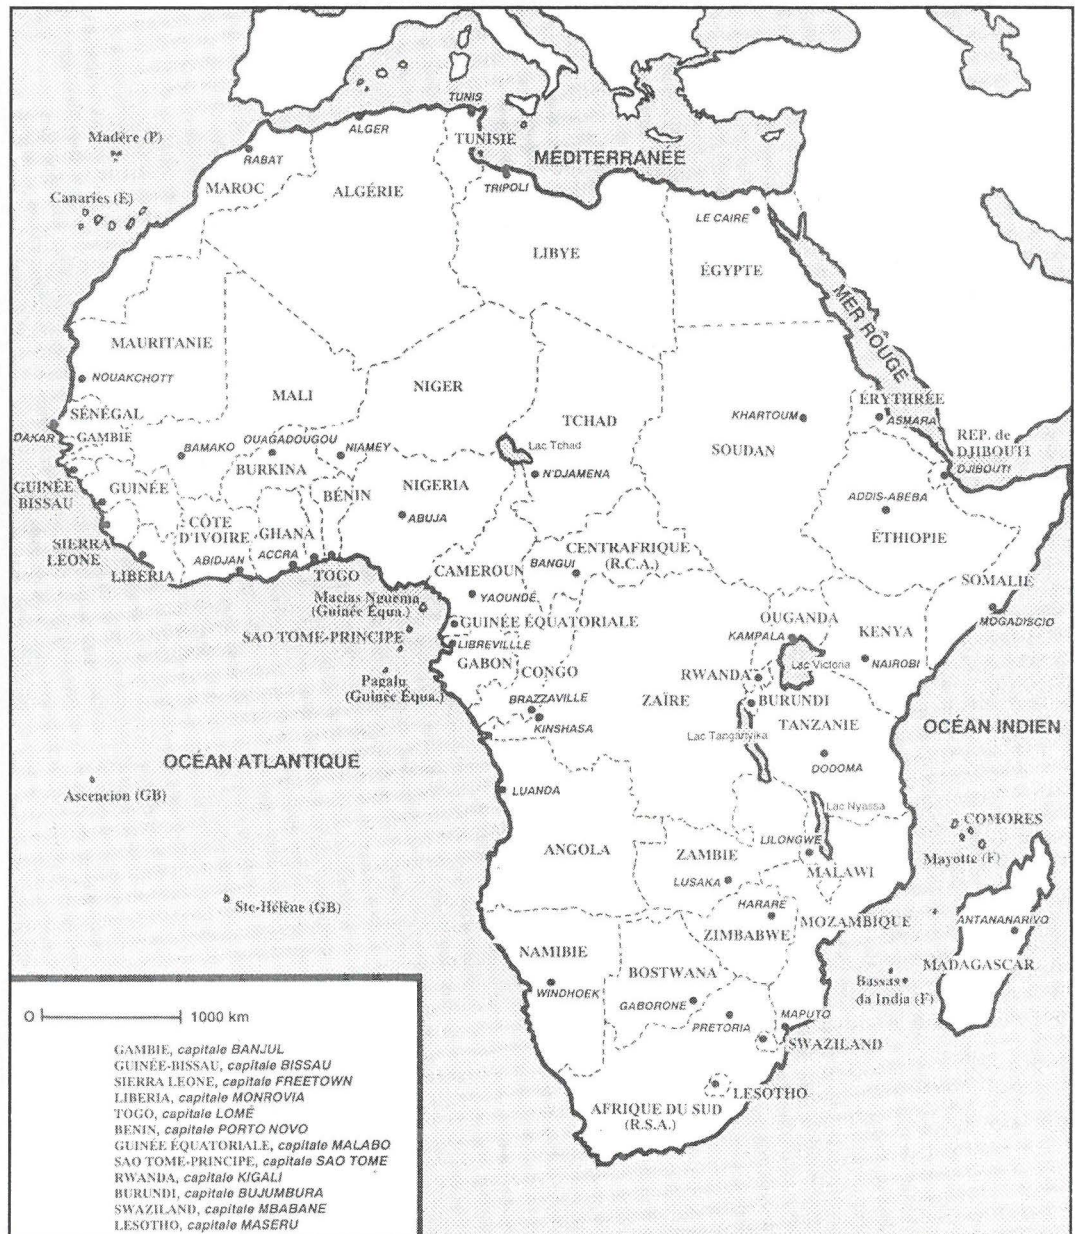 TUNIS
ALGER
Madère (P)
RABAT
TUNISIE
MÉDITERRANÉE
MAROC
ALGÉRIE
TRIPOLI
Canaries (E)
LE CAIRE
LIBYE
ÉGYPTE
MER ROUGE
MAURITANIE
NOUAKCHOTT
MALI
NIGER
TCHAD
KHARTOUM
SOUDAN
ÉRYTHRÉE
ASMARA
SÉNÉGAL
DAKAR
GAMBIE
BAMAKO
OUAGADOUGOU
NIAMEY
BURKINA
Lac Tchad
N'DJAMENA
REP. de
DJIBOUTI
DJIBOUTI
GUINÉE
BISSAU
GUINÉE
BÉNIN
NIGERIA
ABUJA
ADDIS-ABEBA
ÉTHIOPIE
CÔTE
D'IVOIRE
GHANA
SIERRA
LEONE
LIBERIA
ABIDJAN
ACCRA
TOGO
CAMEROUN
BANGUI
CENTRAFRIQUE
(R.C.A.)
SOMALIE
MOGADISCIO
YAOUNDÉ
Macias Nguema
(Guinée Équa.)
GUINÉE ÉQUATORIALE
SAO TOME-PRINCIPE
LIBREVILLLE
GABON
CONGO
OUGANDA
KAMPALA
KENYA
NAIROBI
Lac Victoria
Pagalu
(Guinée Équa.)
RWANDA
BURUNDI
ZAÏRE
BRAZZAVILLE
KINSHASA
TANZANIE
Lac Tanganyika
DODOMA
OCÉAN INDIEN
OCÉAN ATLANTIQUE
Ascencion (GB)
LUANDA
Lac Nyassa
COMORES
Mayotte (F)
ANGOLA
ZAMBIE
LILONGWE
MALAWI
LUSAKA
Ste-Hélène (GB)
HARARÉ
ZIMBABWE
MOZAMBIQUE
ANTANANARIVO
MADAGASCAR
NAMIBIE
WINDHOEK
BOSTWANA
GABORONE
PRETORIA
MAPUTO
Bassas
da India (F)
SWAZILAND
LESOTHO
AFRIQUE DU SUD
(R.S.A.)
O 1000 km
GAMBIE, capitale BANJUL
GUINÉE-BISSAU, capitale BISSAU
SIERRA LEONE, capitale FREETOWN
LIBERIA, capitale MONROVIA
TOGO, capitale LOMÉ
BENIN, capitale PORTO NOVO
GUINÉE ÉQUATORIALE, capitale MALABO
SAO TOME-PRINCIPE, capitale SAO TOME
RWANDA, capitale KIGALI
BURUNDI, capitale BUJUMBURA
SWAZILAND, capitale MBABANE
LESOTHO, capitale MASERU